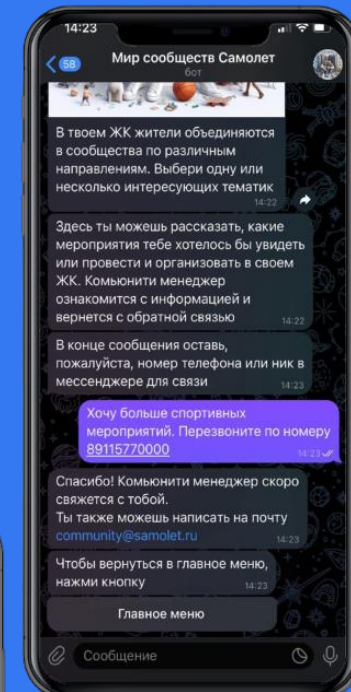 14:23
58
Мир сообществ Самолет
бот
В твоем ЖК жители объединяются
в сообщества по различным
направлениям. Выбери одну или
несколько интересующих тематик
14:22
Здесь ты можешь рассказать, какие
мероприятия тебе хотелось бы увидеть
или провести и организовать в своем
ЖК. Комьюнити менеджер
ознакомится с информацией и
вернется с обратной связью
14:22
В конце сообщения оставь,
пожалуйста, номер телефона или ник в
мессенджере для связи
14:23
Хочу больше спортивных
мероприятий. Перезвоните по номеру
89115770000
14:23
Спасибо! Комьюнити менеджер скоро
свяжется с тобой.
Ты также можешь написать на почту
community@samolet.ru
14:23
Чтобы вернуться в главное меню,
нажми кнопку
14:23
Главное меню
Сообщение